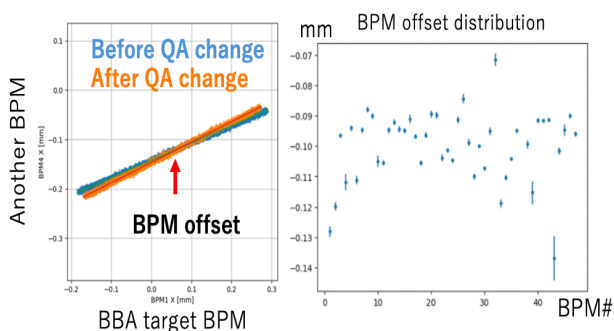 Before QA change
After QA change
BPM offset
Another BPM
BPM4 X [mm]
0.1
0.0
−0.1
−0.2
−0.3
−0.2
−0.1
0.0
0.1
0.2
0.3
BPM1 X [mm]
BBA target BPM
mm
BPM offset distribution
−0.07
−0.08
−0.09
−0.10
−0.11
−0.12
−0.13
−0.14
0
10
20
30
40
BPM#